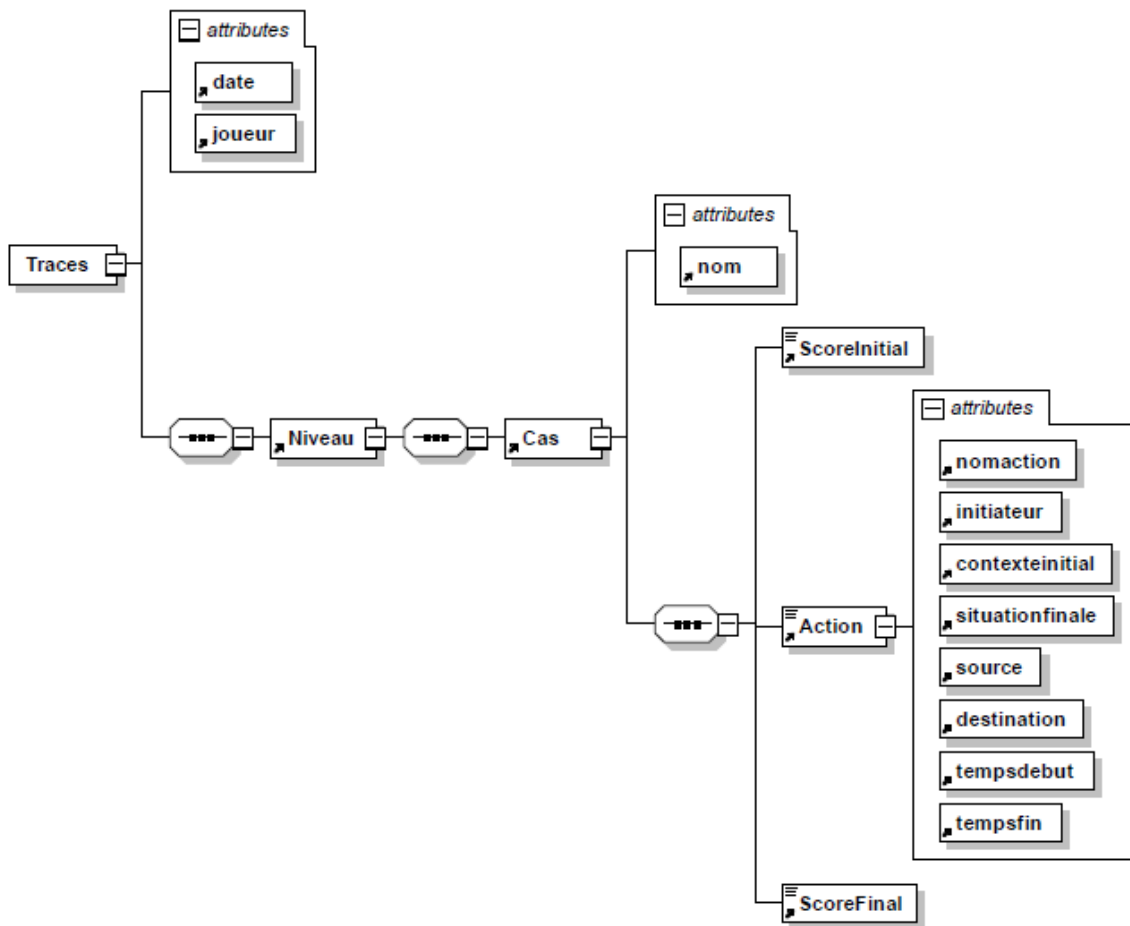 attributes
date
joueur
Traces
attributes
nom
ScoreInitial
attributes
Niveau
Cas
nomaction
initiateur
contexteinitial
situationfinale
Action
source
destination
tempsdebut
tempsfin
ScoreFinal